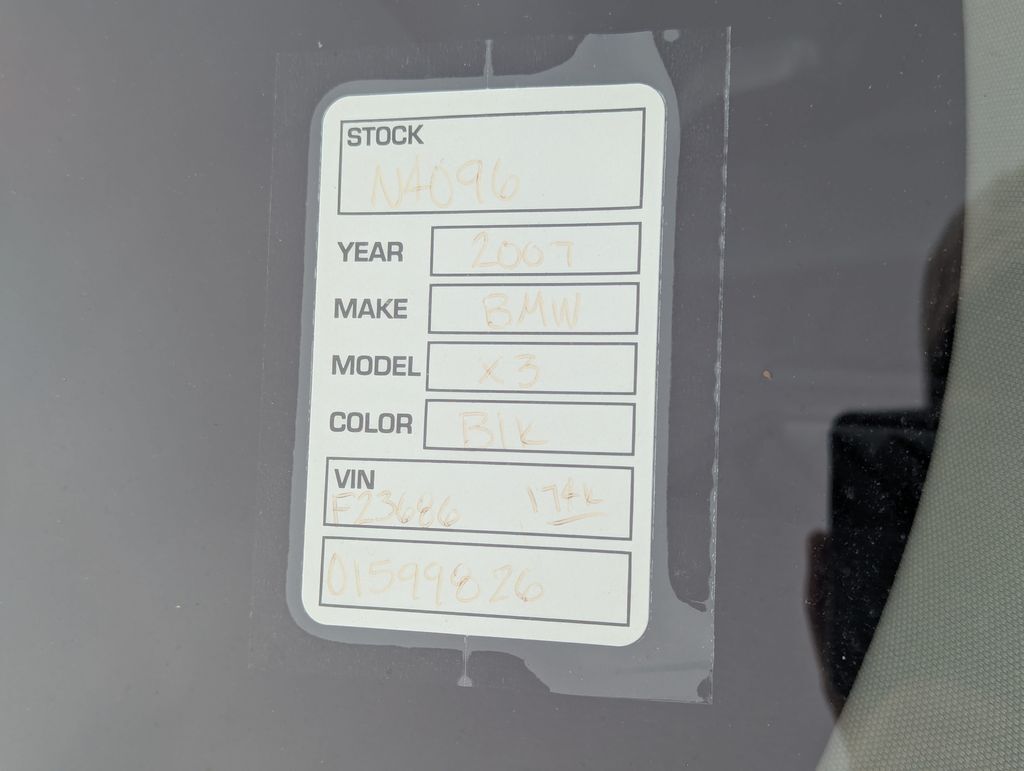 STOCK
N4096
YEAR 2007
MAKE BMW
MODEL X3
COLOR Blk
VIN
F23686 174k
01599826